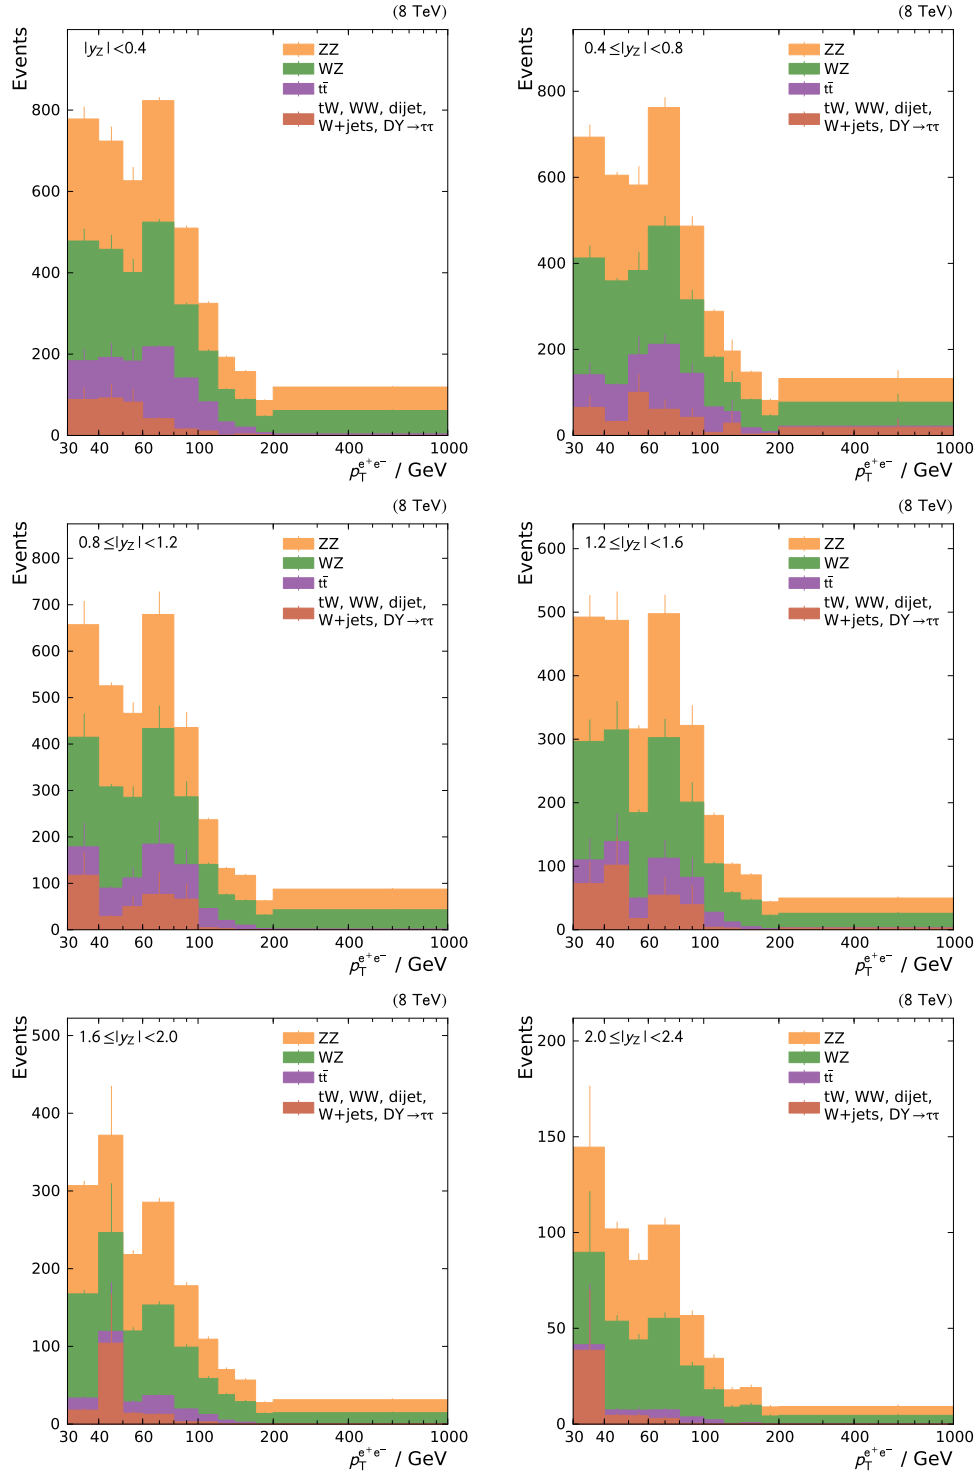 (8 TeV)
|y_Z|<0.4
ZZ
WZ
tt̄
tW, WW, dijet,
W+jets, DY→ττ
Events
800
600
400
200
0
30 40 60 100 200 400 1000
p_T^{e⁺e⁻} / GeV
(8 TeV)
0.4≤|y_Z|<0.8
ZZ
WZ
tt̄
tW, WW, dijet,
W+jets, DY→ττ
Events
800
600
400
200
0
30 40 60 100 200 400 1000
p_T^{e⁺e⁻} / GeV
(8 TeV)
0.8≤|y_Z|<1.2
ZZ
WZ
tt̄
tW, WW, dijet,
W+jets, DY→ττ
Events
800
700
600
500
400
300
200
100
0
30 40 60 100 200 400 1000
p_T^{e⁺e⁻} / GeV
(8 TeV)
1.2≤|y_Z|<1.6
ZZ
WZ
tt̄
tW, WW, dijet,
W+jets, DY→ττ
Events
600
500
400
300
200
100
0
30 40 60 100 200 400 1000
p_T^{e⁺e⁻} / GeV
(8 TeV)
1.6≤|y_Z|<2.0
ZZ
WZ
tt̄
tW, WW, dijet,
W+jets, DY→ττ
Events
500
400
300
200
100
0
30 40 60 100 200 400 1000
p_T^{e⁺e⁻} / GeV
(8 TeV)
2.0≤|y_Z|<2.4
ZZ
WZ
tt̄
tW, WW, dijet,
W+jets, DY→ττ
Events
200
150
100
50
0
30 40 60 100 200 400 1000
p_T^{e⁺e⁻} / GeV